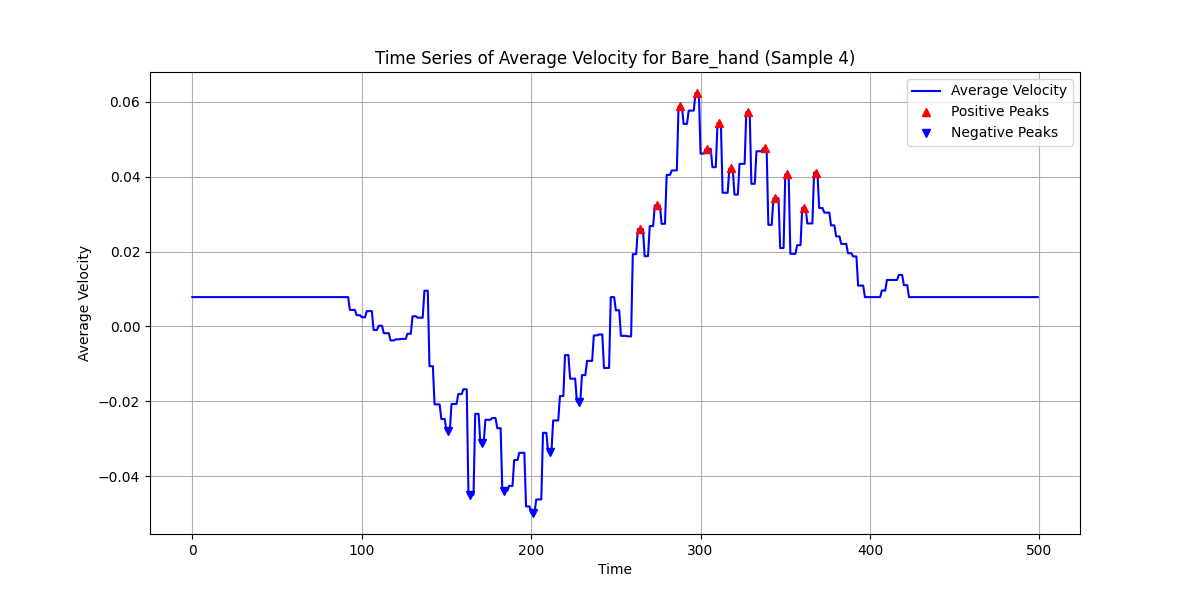 Time Series of Average Velocity for Bare_hand (Sample 4)
Average Velocity
Positive Peaks
Negative Peaks
0.06
0.04
0.02
0.00
−0.02
−0.04
Average Velocity
0 100 200 300 400 500
Time